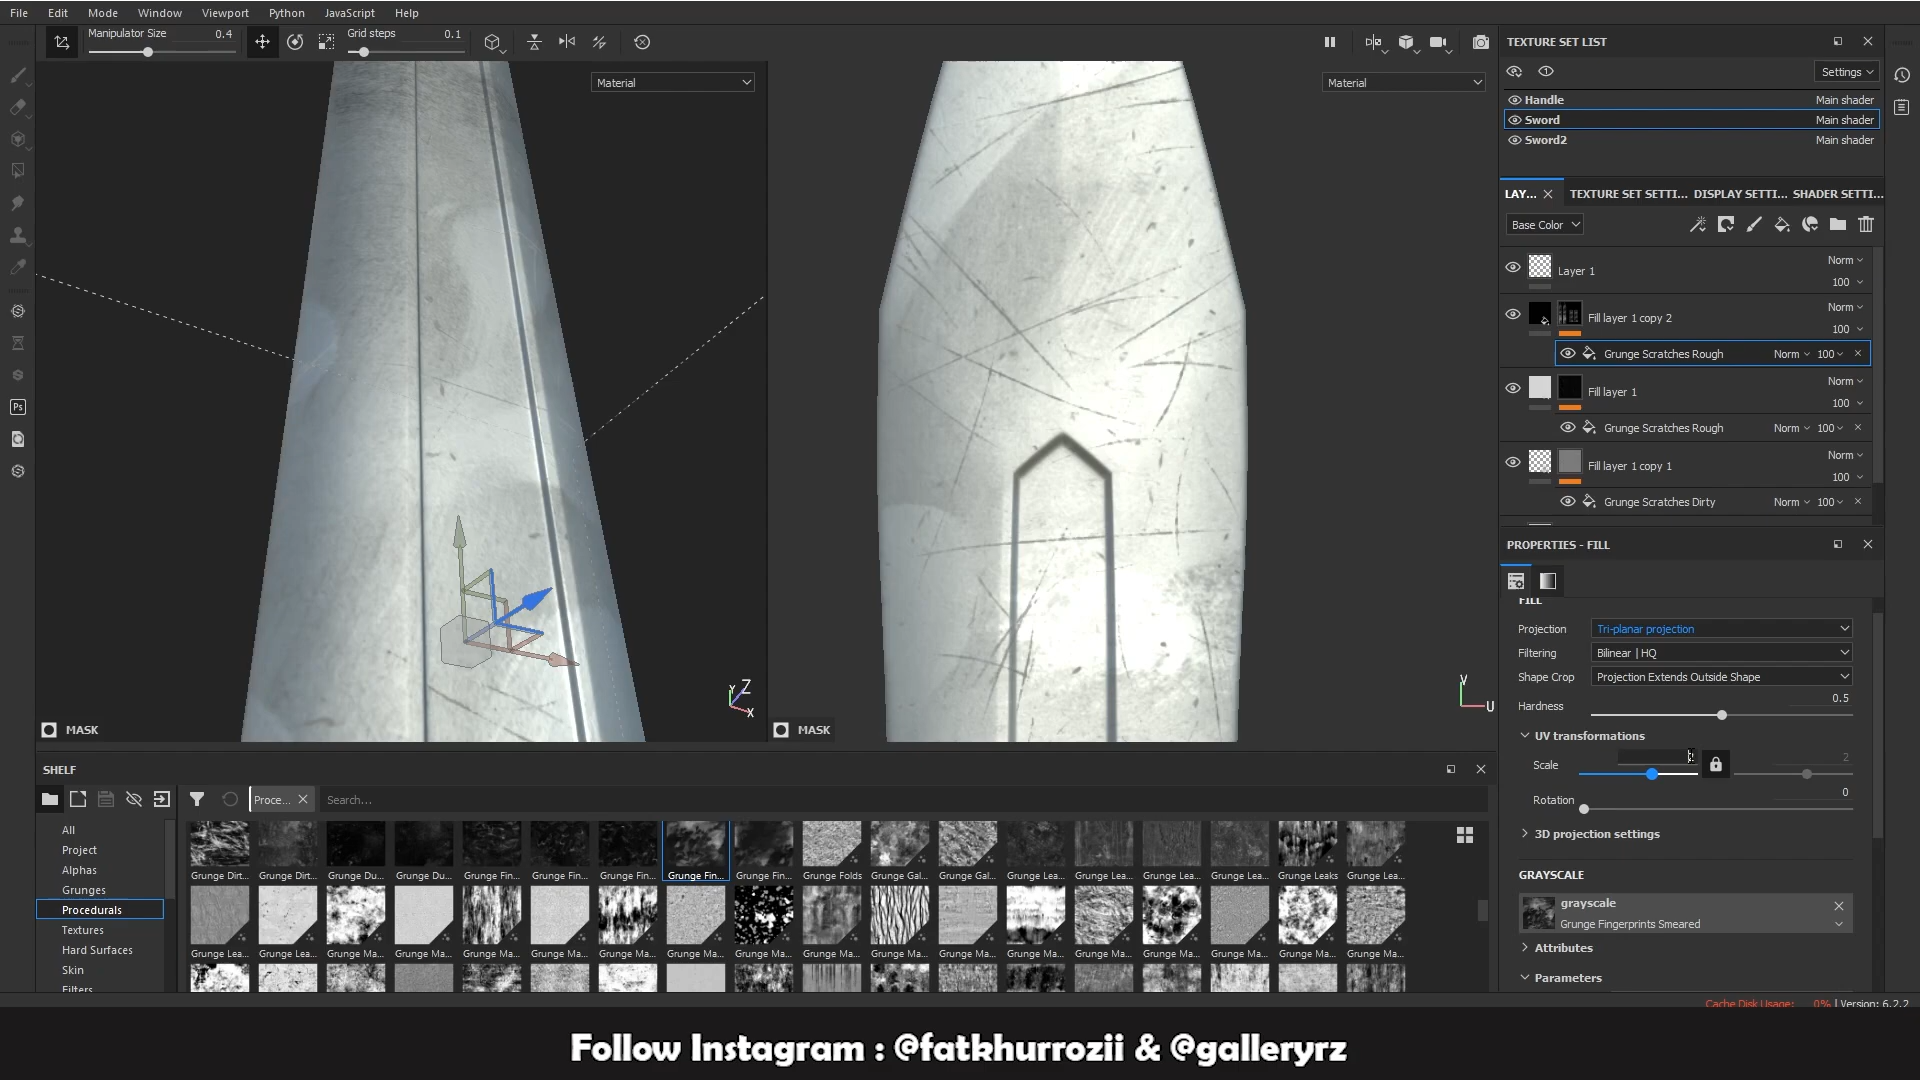 File Edit Mode Window Viewport Python JavaScript Help
Manipulator Size 0.4 Grid steps 0.1
Material
Material
MASK
Z
Y
X
MASK
V
U
TEXTURE SET LIST
Settings
Handle Main shader
Sword Main shader
Sword2 Main shader
LAY... TEXTURE SET SETTI... DISPLAY SETTI... SHADER SETTI...
Base Color
Layer 1 Norm 100
Fill layer 1 copy 2 Norm 100
Grunge Scratches Rough Norm 100
Fill layer 1 Norm 100
Grunge Scratches Rough Norm 100
Fill layer 1 copy 1 Norm 100
Grunge Scratches Dirty Norm 100
PROPERTIES - FILL
FILL
Projection Tri-planar projection
Filtering Bilinear | HQ
Shape Crop Projection Extends Outside Shape
Hardness 0.5
UV transformations
Scale 2
Rotation 0
3D projection settings
GRAYSCALE
grayscale
Grunge Fingerprints Smeared
Attributes
Parameters
Ps
SHELF
Proce... Search...
All
Project
Alphas
Grunges
Procedurals
Textures
Hard Surfaces
Skin
Filters
Grunge Dirt... Grunge Dirt... Grunge Du... Grunge Du... Grunge Fin... Grunge Fin... Grunge Fin... Grunge Fin... Grunge Fin... Grunge Folds Grunge Gal... Grunge Gal... Grunge Lea... Grunge Lea... Grunge Lea... Grunge Lea... Grunge Leaks Grunge Lea...
Grunge Lea... Grunge Lea... Grunge Ma... Grunge Ma... Grunge Ma... Grunge Ma... Grunge Ma... Grunge Ma... Grunge Ma... Grunge Ma... Grunge Ma... Grunge Ma... Grunge Ma... Grunge Ma... Grunge Ma... Grunge Ma... Grunge Ma... Grunge Ma...
Cache Disk Usage: 0% | Version: 6.2.2
Follow Instagram : @fatkhurrozii & @galleryrz